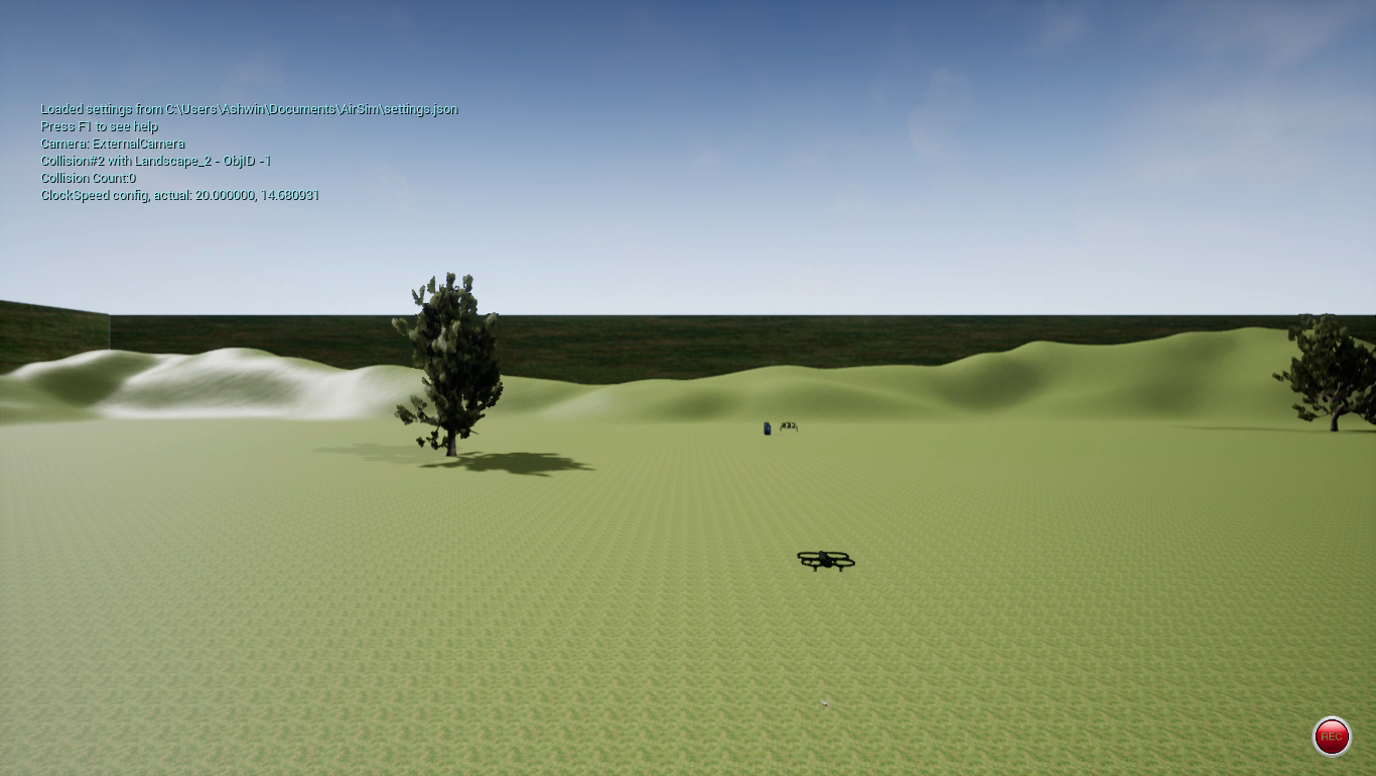 Loaded settings from C:\Users\Ashwin\Documents\AirSim\settings.json
Press F1 to see help
Camera: ExternalCamera
Collision#2 with Landscape_2 - ObjID -1
Collision Count:0
ClockSpeed config, actual: 20.000000, 14.680931
REC